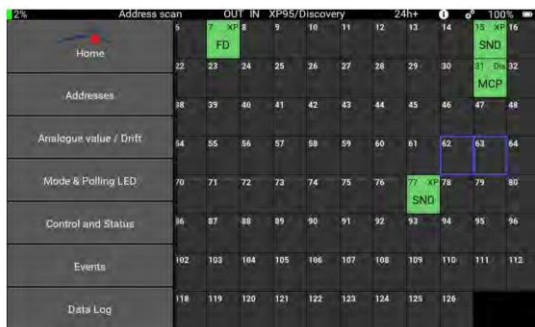 2% Address scan OUT IN XP95/Discovery 24h+ 100%
Home
Addresses
Analogue value / Drift
Mode & Polling LED
Control and Status
Events
Data Log
6 7 XP 8 9 10 11 12 13 14 15 XP 16
FD SND
22 23 24 25 26 27 28 29 30 31 Dis 32
MCP
38 39 40 41 42 43 44 45 46 47 48
54 55 56 57 58 59 60 61 62 63 64
70 71 72 73 74 75 76 77 XP 78 79 80
SND
86 87 88 89 90 91 92 93 94 95 96
102 103 104 105 106 107 108 109 110 111 112
118 119 120 121 122 123 124 125 126